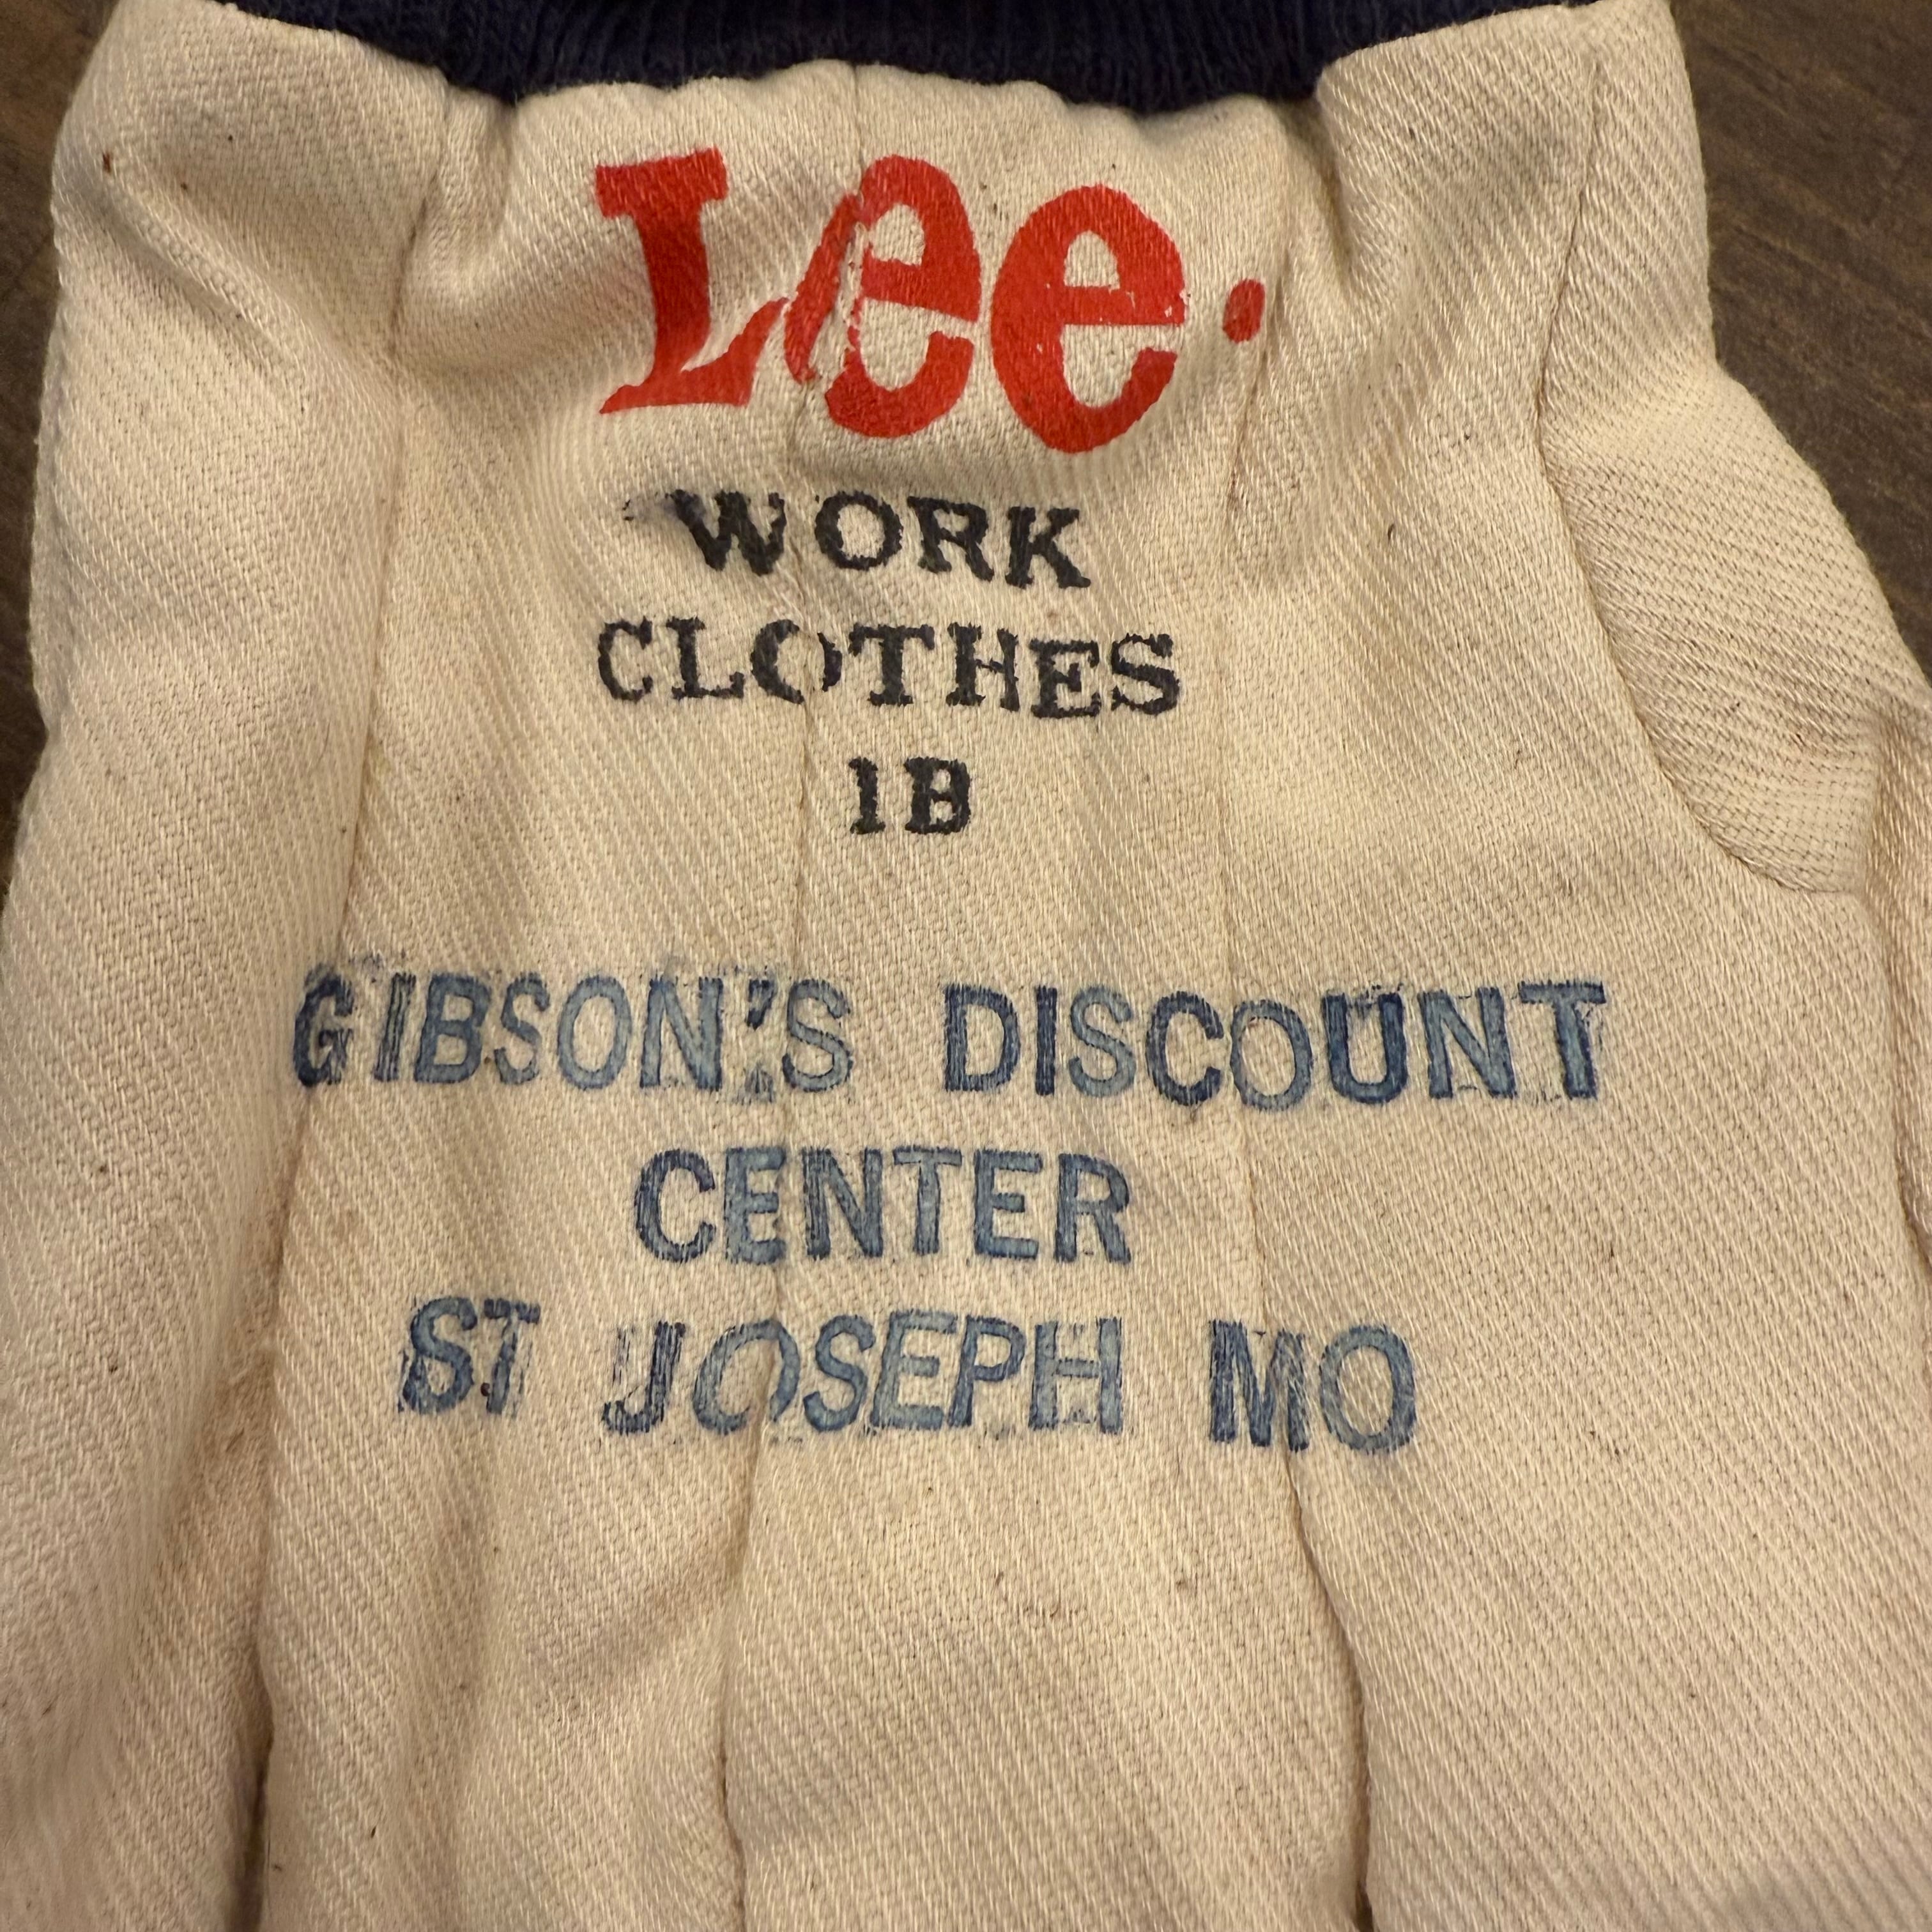 Lee.
WORK
CLOTHES
1B
GIBSON'S DISCOUNT
CENTER
ST JOSEPH MO